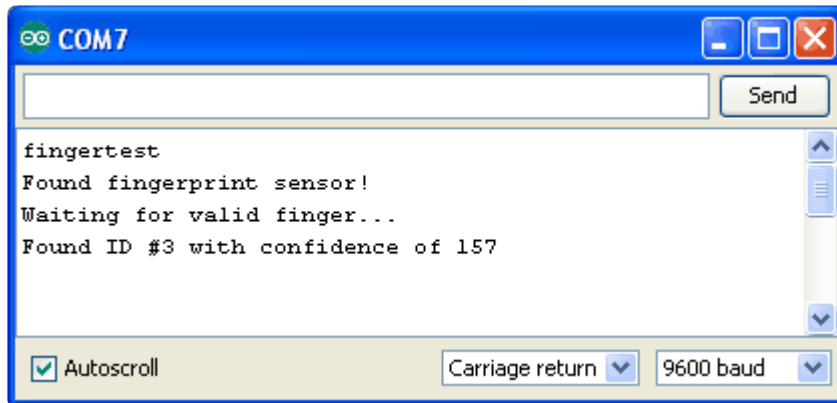 COM7
Send
fingertest
Found fingerprint sensor!
Waiting for valid finger...
Found ID #3 with confidence of 157
Autoscroll
Carriage return
9600 baud